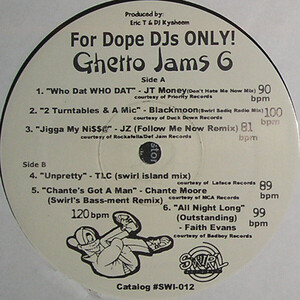 Produced by:
Eric T & DJ Kyaheem
For Dope DJs ONLY!
Ghetto Jams 6
Side A
1. "Who Dat WHO DAT" - JT Money(Don't Hate Me Now Mix) 90 bpm
courtesy of Priority Records
2. "2 Turntables & A Mic" - Blackmoon(Swirl Sadiq Radio Mix) 100 bpm
courtesy of Duck Down Records
3. "Jigga My Ni$$@" - JZ (Follow Me Now Remix) 81 bpm
courtesy of Rockafella/Def Jam Records
Side B
4. "Unpretty" - TLC (swirl island mix)
courtesy of Laface Records
5. "Chante's Got A Man" - Chante Moore 89 bpm
courtesy of MCA Records
(Swirl's Bass-ment Remix)
120 bpm
6. "All Night Long" 99 bpm
(Outstanding)
- Faith Evans
courtesy of Badboy Records
SWIRL
Catalog #SWI-012